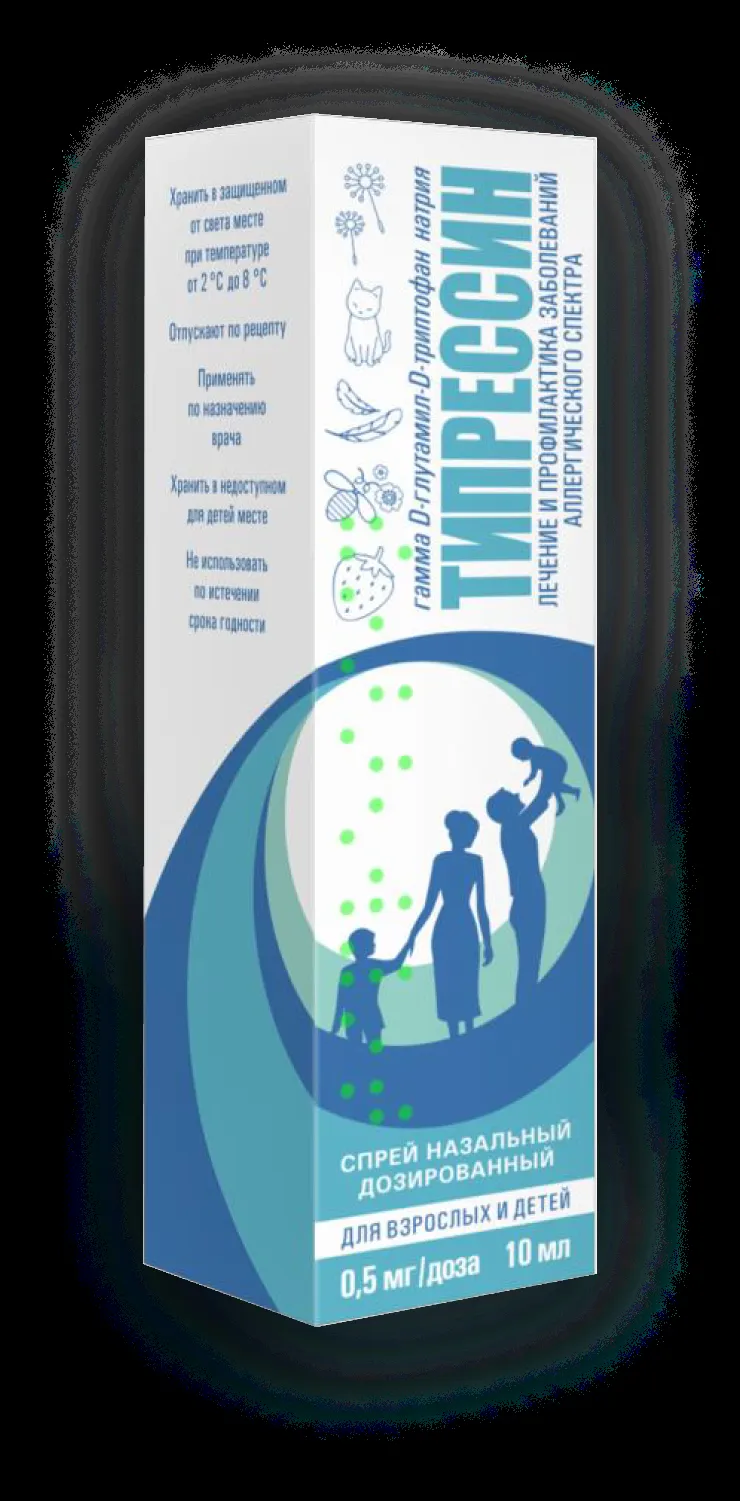 Хранить в защищенном
от света месте
при температуре
от 2 °С до 8 °С
Отпускают по рецепту
Применять
по назначению
врача
Хранить в недоступном
для детей месте
Не использовать
по истечении
срока годности
гамма D-глутамил-D-триптофан натрия
ТИПРЕССИН
ЛЕЧЕНИЕ И ПРОФИЛАКТИКА ЗАБОЛЕВАНИЙ
АЛЛЕРГИЧЕСКОГО СПЕКТРА
СПРЕЙ НАЗАЛЬНЫЙ
ДОЗИРОВАННЫЙ
ДЛЯ ВЗРОСЛЫХ И ДЕТЕЙ
0,5 мг/доза 10 мл